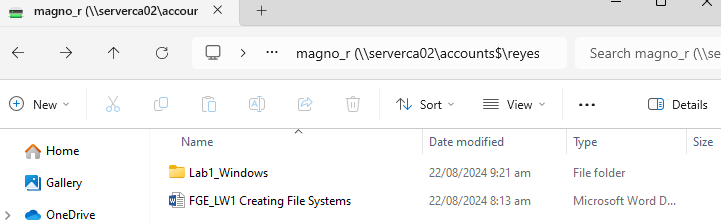 magno_r (\\serverca02\accour
magno_r (\\serverca02\accounts$\reyes
Search magno_r (\\se
New
Sort
View
Details
Name
Date modified
Type
Size
Home
Gallery
OneDrive
Lab1_Windows
22/08/2024 9:21 am
File folder
FGE_LW1 Creating File Systems
22/08/2024 8:13 am
Microsoft Word D...